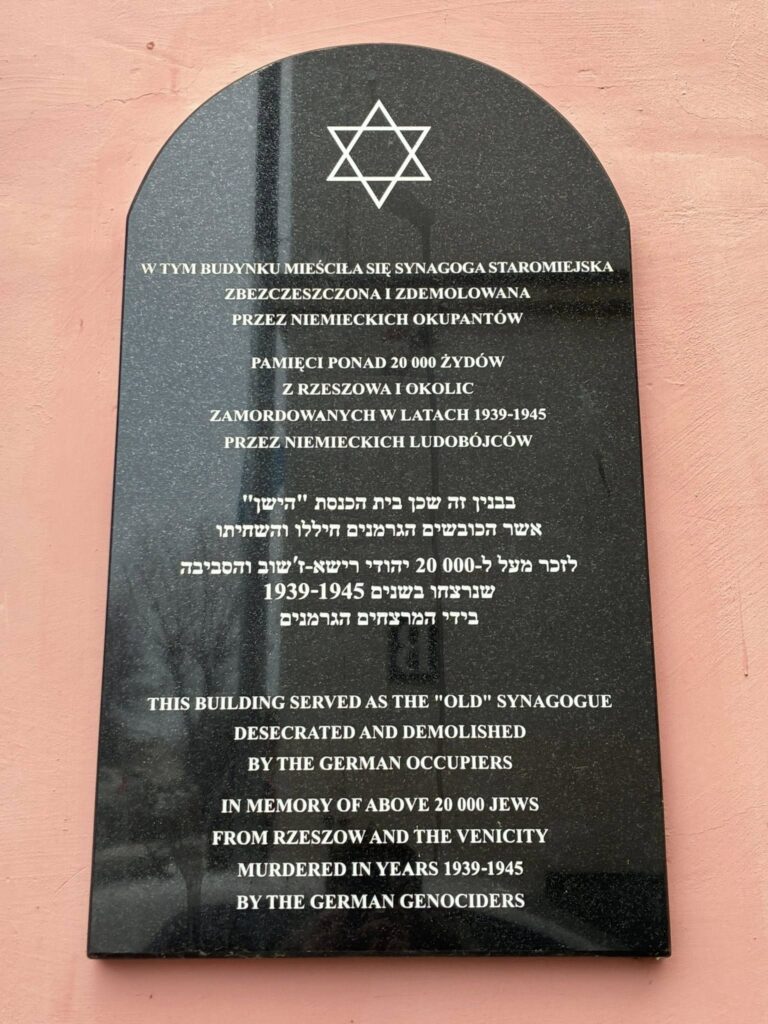 W TYM BUDYNKU MIEŚCIŁA SIĘ SYNAGOGA STAROMIEJSKA
ZBEZCZESZCZONA I ZDEMOLOWANA
PRZEZ NIEMIECKICH OKUPANTÓW
PAMIĘCI PONAD 20 000 ŻYDÓW
Z RZESZOWA I OKOLIC
ZAMORDOWANYCH W LATACH 1939-1945
PRZEZ NIEMIECKICH LUDOBÓJCÓW
בבנין זה שכן בית הכנסת "הישן"
אשר הכובשים הגרמנים חיללו והשחיתו
לזכר מעל ל-000 20 יהודי רישא-ז'שוב והסביבה
שנרצחו בשנים 1939-1945
בידי המרצחים הגרמנים
THIS BUILDING SERVED AS THE "OLD" SYNAGOGUE
DESECRATED AND DEMOLISHED
BY THE GERMAN OCCUPIERS
IN MEMORY OF ABOVE 20 000 JEWS
FROM RZESZOW AND THE VENICITY
MURDERED IN YEARS 1939-1945
BY THE GERMAN GENOCIDERS